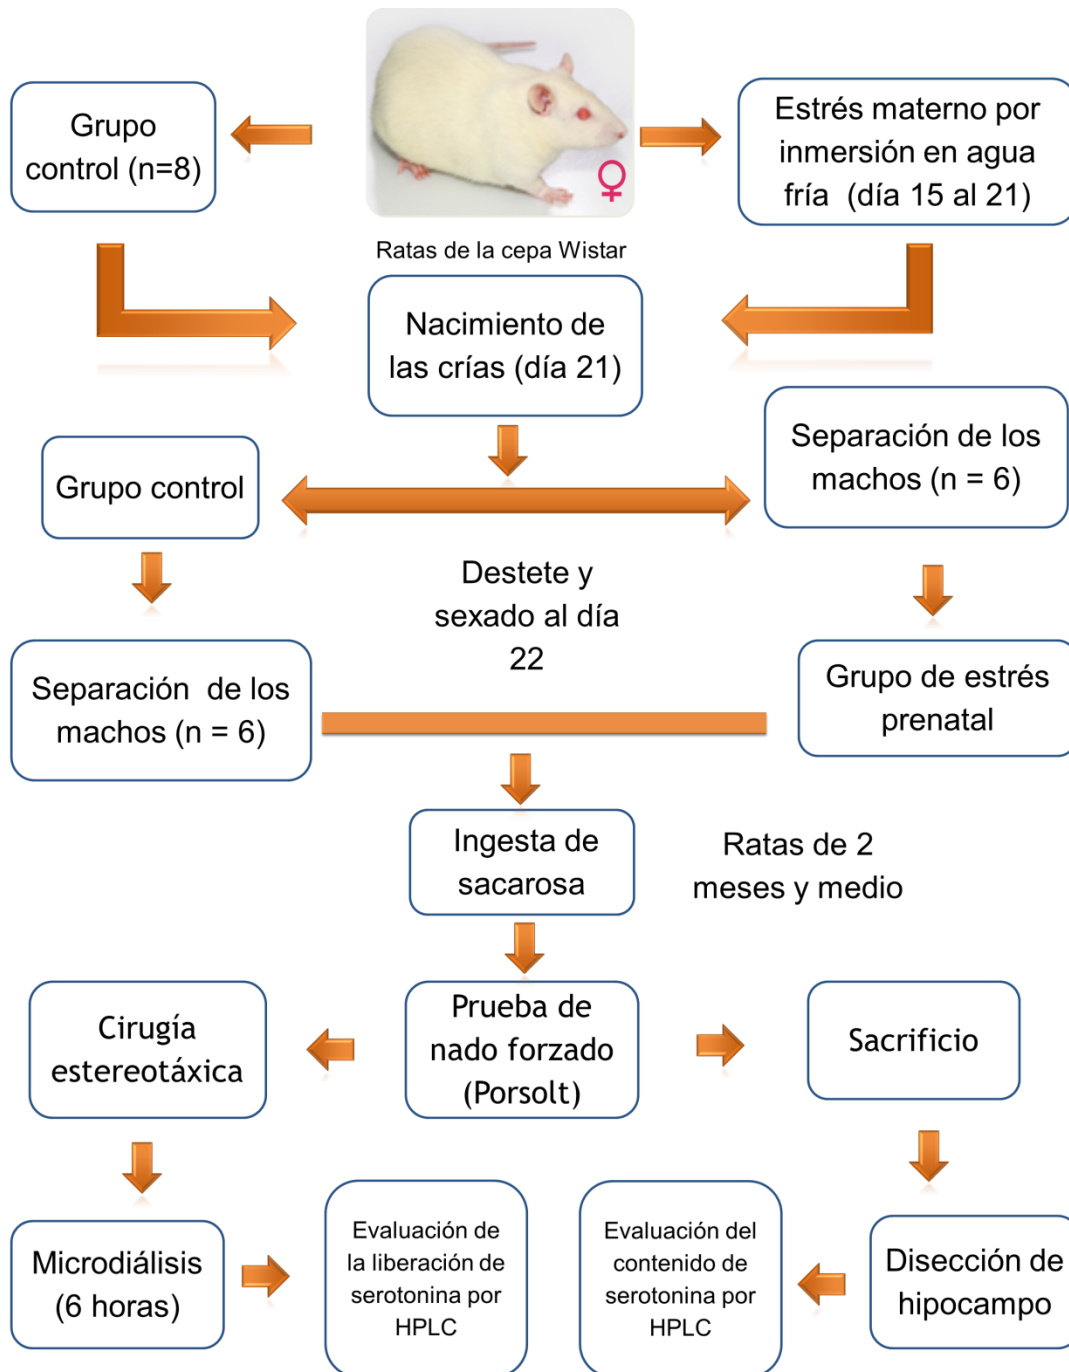 Grupo
control (n=8)
Estrés materno por
inmersión en agua
fría (día 15 al 21)
Ratas de la cepa Wistar
Nacimiento de
las crías (día 21)
Grupo control
Separación de los
machos (n = 6)
Destete y
sexado al día
22
Separación de los
machos (n = 6)
Grupo de estrés
prenatal
Ingesta de
sacarosa
Ratas de 2
meses y medio
Cirugía
estereotáxica
Prueba de
nado forzado
(Porsolt)
Sacrificio
Microdiálisis
(6 horas)
Evaluación de
la liberación de
serotonina por
HPLC
Evaluación del
contenido de
serotonina por
HPLC
Disección de
hipocampo